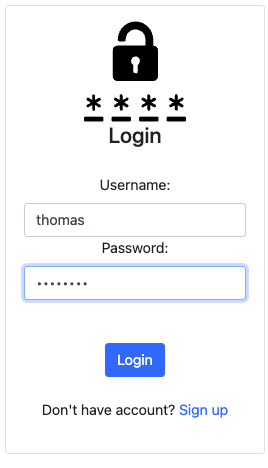 * * * *
Login
Username:
thomas
Password:
••••••••
Login
Don't have account? Sign up